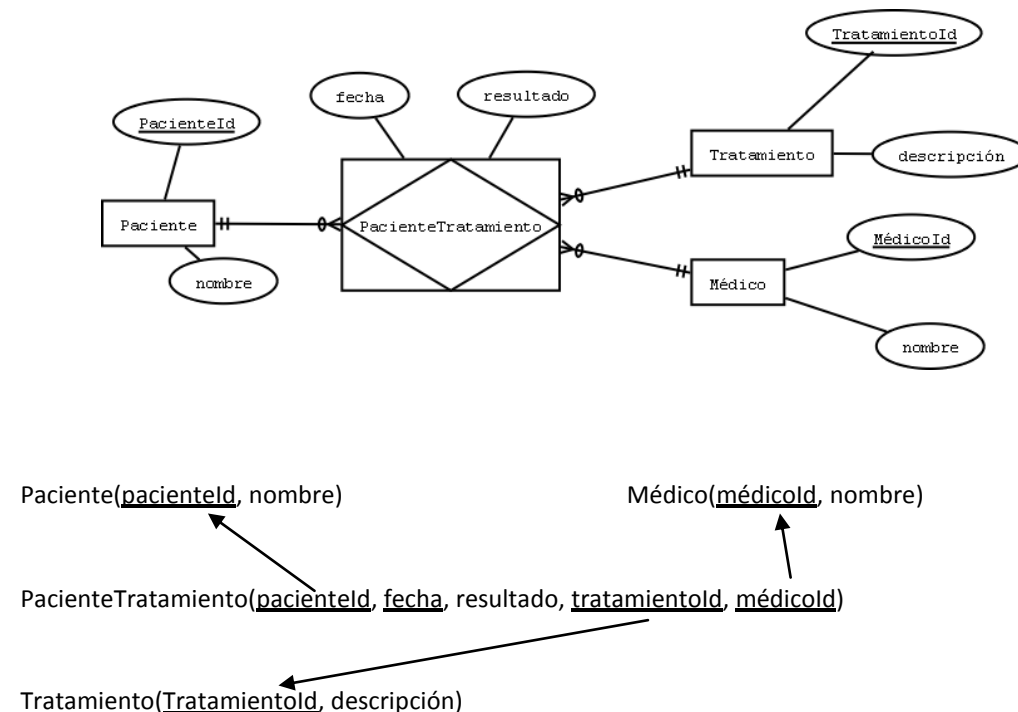 TratamientoId
fecha
resultado
PacienteId
Tratamiento
descripción
Paciente
PacienteTratamiento
MédicoId
nombre
Médico
nombre
Paciente(pacienteId, nombre)
Médico(médicoId, nombre)
PacienteTratamiento(pacienteId, fecha, resultado, tratamientoId, médicoId)
Tratamiento(TratamientoId, descripción)